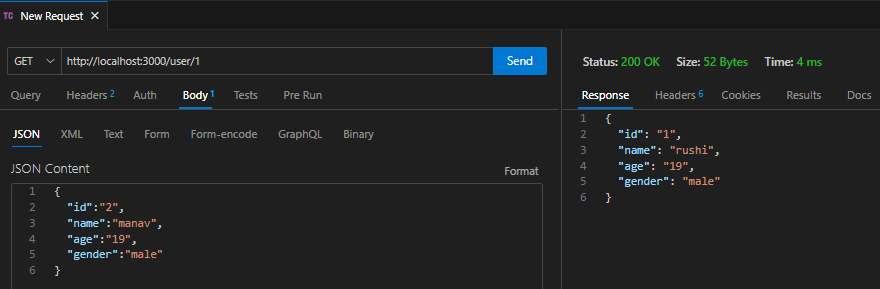 TC New Request ×
GET http://localhost:3000/user/1 Send
Query Headers 2 Auth Body 1 Tests Pre Run
JSON XML Text Form Form-encode GraphQL Binary
JSON Content Format
1 {
2 "id":"2",
3 "name":"manav",
4 "age":"19",
5 "gender":"male"
6 }
Status: 200 OK Size: 52 Bytes Time: 4 ms
Response Headers 6 Cookies Results Docs
1 {
2 "id": "1",
3 "name": "rushi",
4 "age": "19",
5 "gender": "male"
6 }